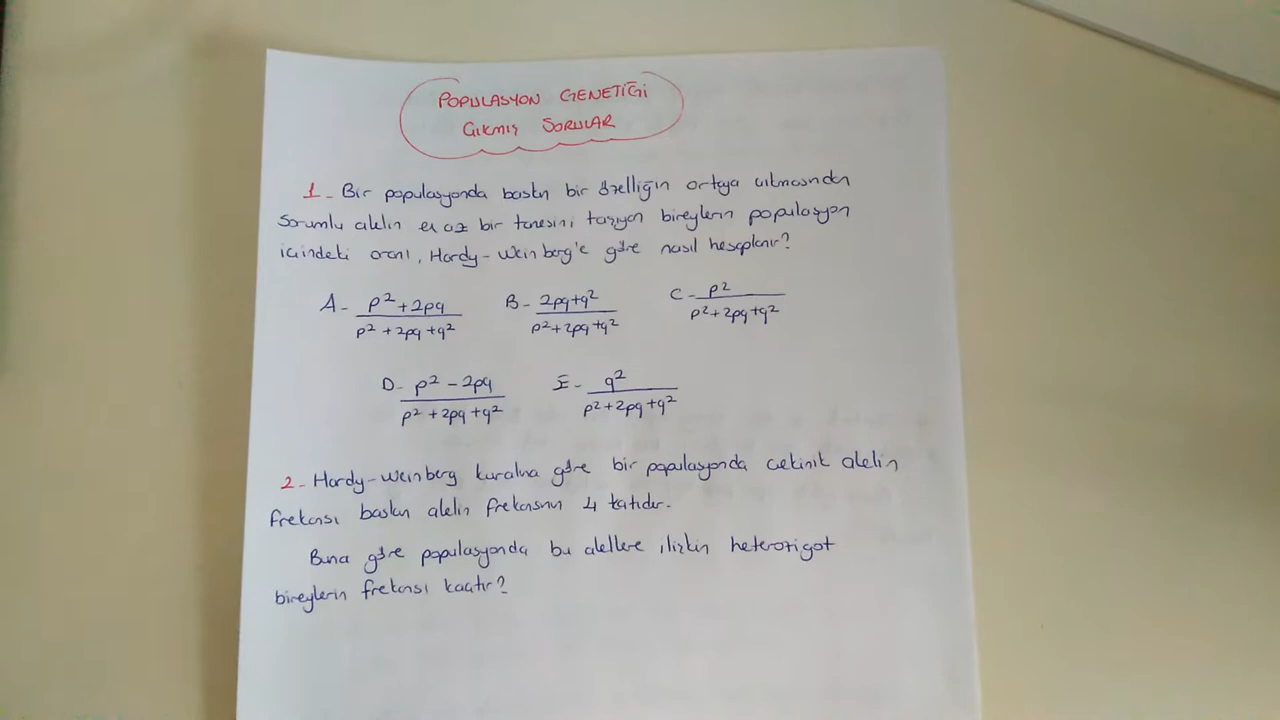 POPULASYON GENETİĞİ
ÇIKMIŞ SORULAR
1- Bir populasyonda baskın bir özelliğin ortaya çıkmasından
sorumlu alelin en az bir tanesini taşıyan bireylerin populasyon
içindeki oranı, Hardy-Weinberg'e göre nasıl hesaplanır?
A- p²+2pq / p²+2pq+q² B- 2pq+q² / p²+2pq+q² C- p² / p²+2pq+q²
D- p²-2pq / p²+2pq+q² E- q² / p²+2pq+q²
2- Hardy-Weinberg kuralına göre bir populasyonda çekinik alelin
frekansı baskın alelin frekansının 4 katıdır.
Buna göre populasyonda bu alellere ilişkin heterozigot
bireylerin frekansı kaçtır?